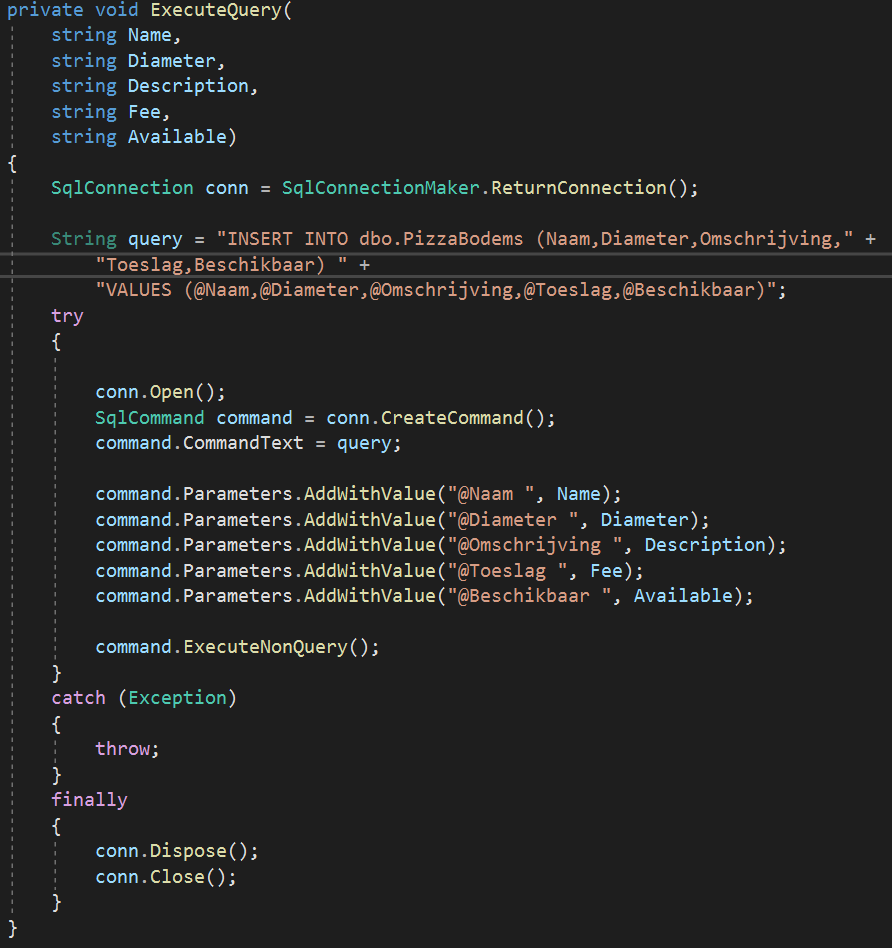 private void ExecuteQuery(
    string Name,
    string Diameter,
    string Description,
    string Fee,
    string Available)
{
    SqlConnection conn = SqlConnectionMaker.ReturnConnection();

    String query = "INSERT INTO dbo.PizzaBodems (Naam,Diameter,Omschrijving," +
        "Toeslag,Beschikbaar) " +
        "VALUES (@Naam,@Diameter,@Omschrijving,@Toeslag,@Beschikbaar)";
    try
    {

        conn.Open();
        SqlCommand command = conn.CreateCommand();
        command.CommandText = query;

        command.Parameters.AddWithValue("@Naam ", Name);
        command.Parameters.AddWithValue("@Diameter ", Diameter);
        command.Parameters.AddWithValue("@Omschrijving ", Description);
        command.Parameters.AddWithValue("@Toeslag ", Fee);
        command.Parameters.AddWithValue("@Beschikbaar ", Available);

        command.ExecuteNonQuery();
    }
    catch (Exception)
    {
        throw;
    }
    finally
    {
        conn.Dispose();
        conn.Close();
    }
}